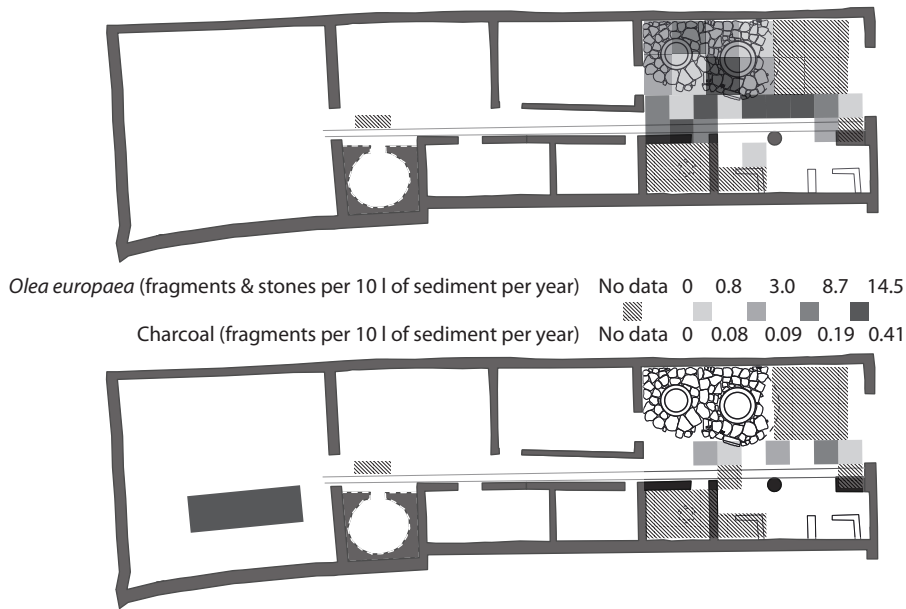 Olea europaea (fragments & stones per 10 l of sediment per year) No data 0 0.8 3.0 8.7 14.5
Charcoal (fragments per 10 l of sediment per year) No data 0 0.08 0.09 0.19 0.41